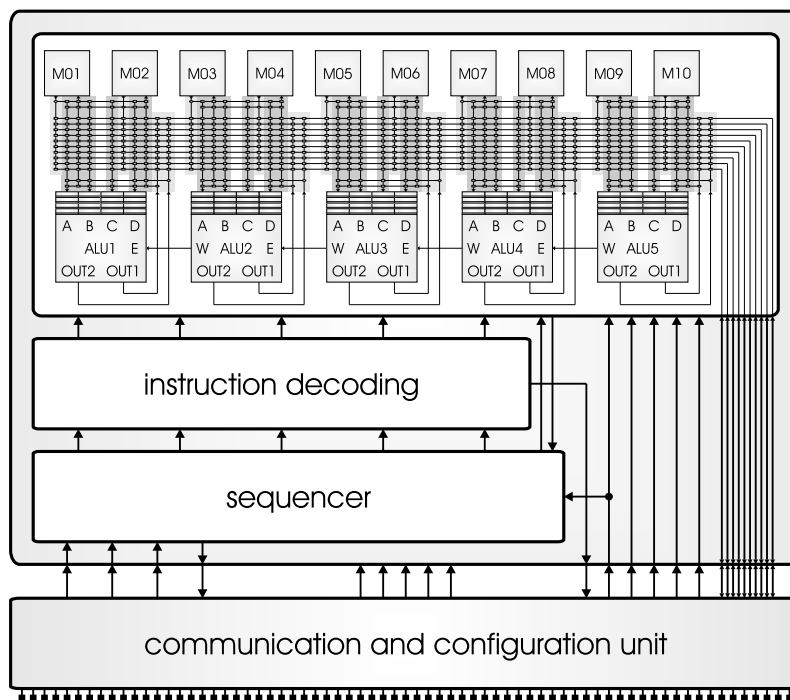 M01 M02 M03 M04 M05 M06 M07 M08 M09 M10
A B C D A B C D A B C D A B C D A B C D
ALU1 E W ALU2 E W ALU3 E W ALU4 E W ALU5
OUT2 OUT1 OUT2 OUT1 OUT2 OUT1 OUT2 OUT1 OUT2 OUT1
instruction decoding
sequencer
communication and configuration unit